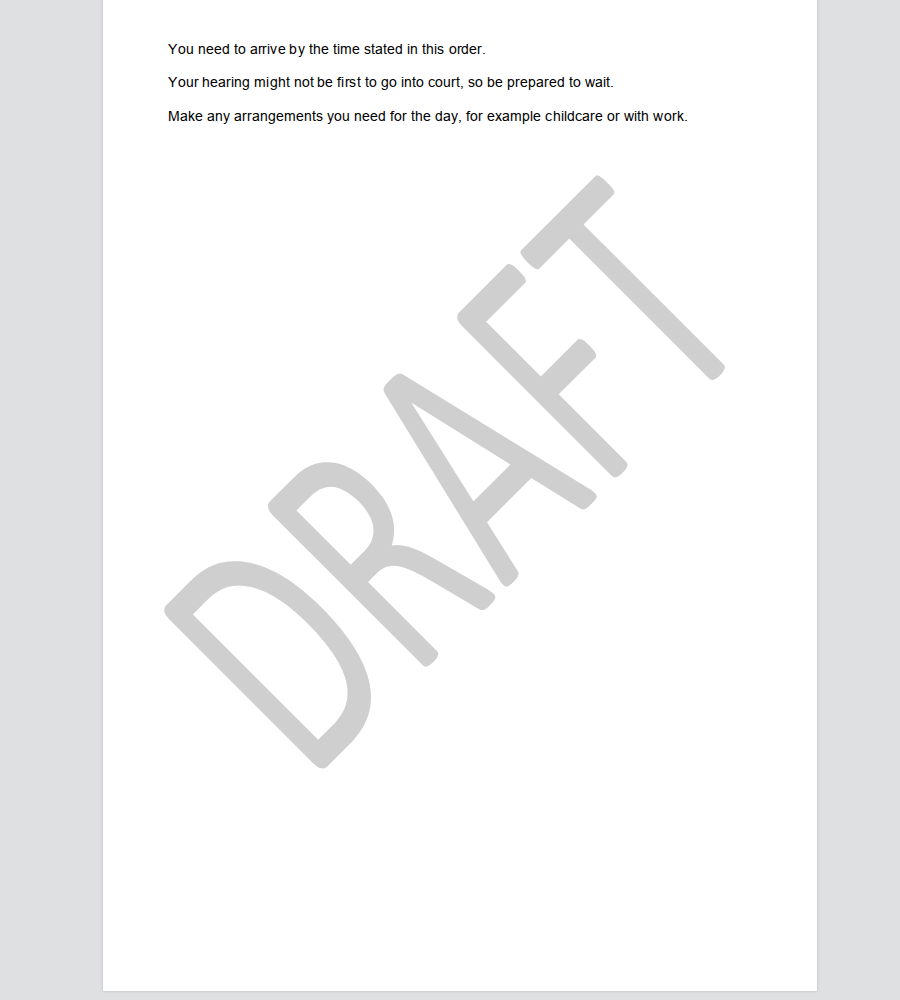 You need to arrive by the time stated in this order.
Your hearing might not be first to go into court, so be prepared to wait.
Make any arrangements you need for the day, for example childcare or with work.
DRAFT